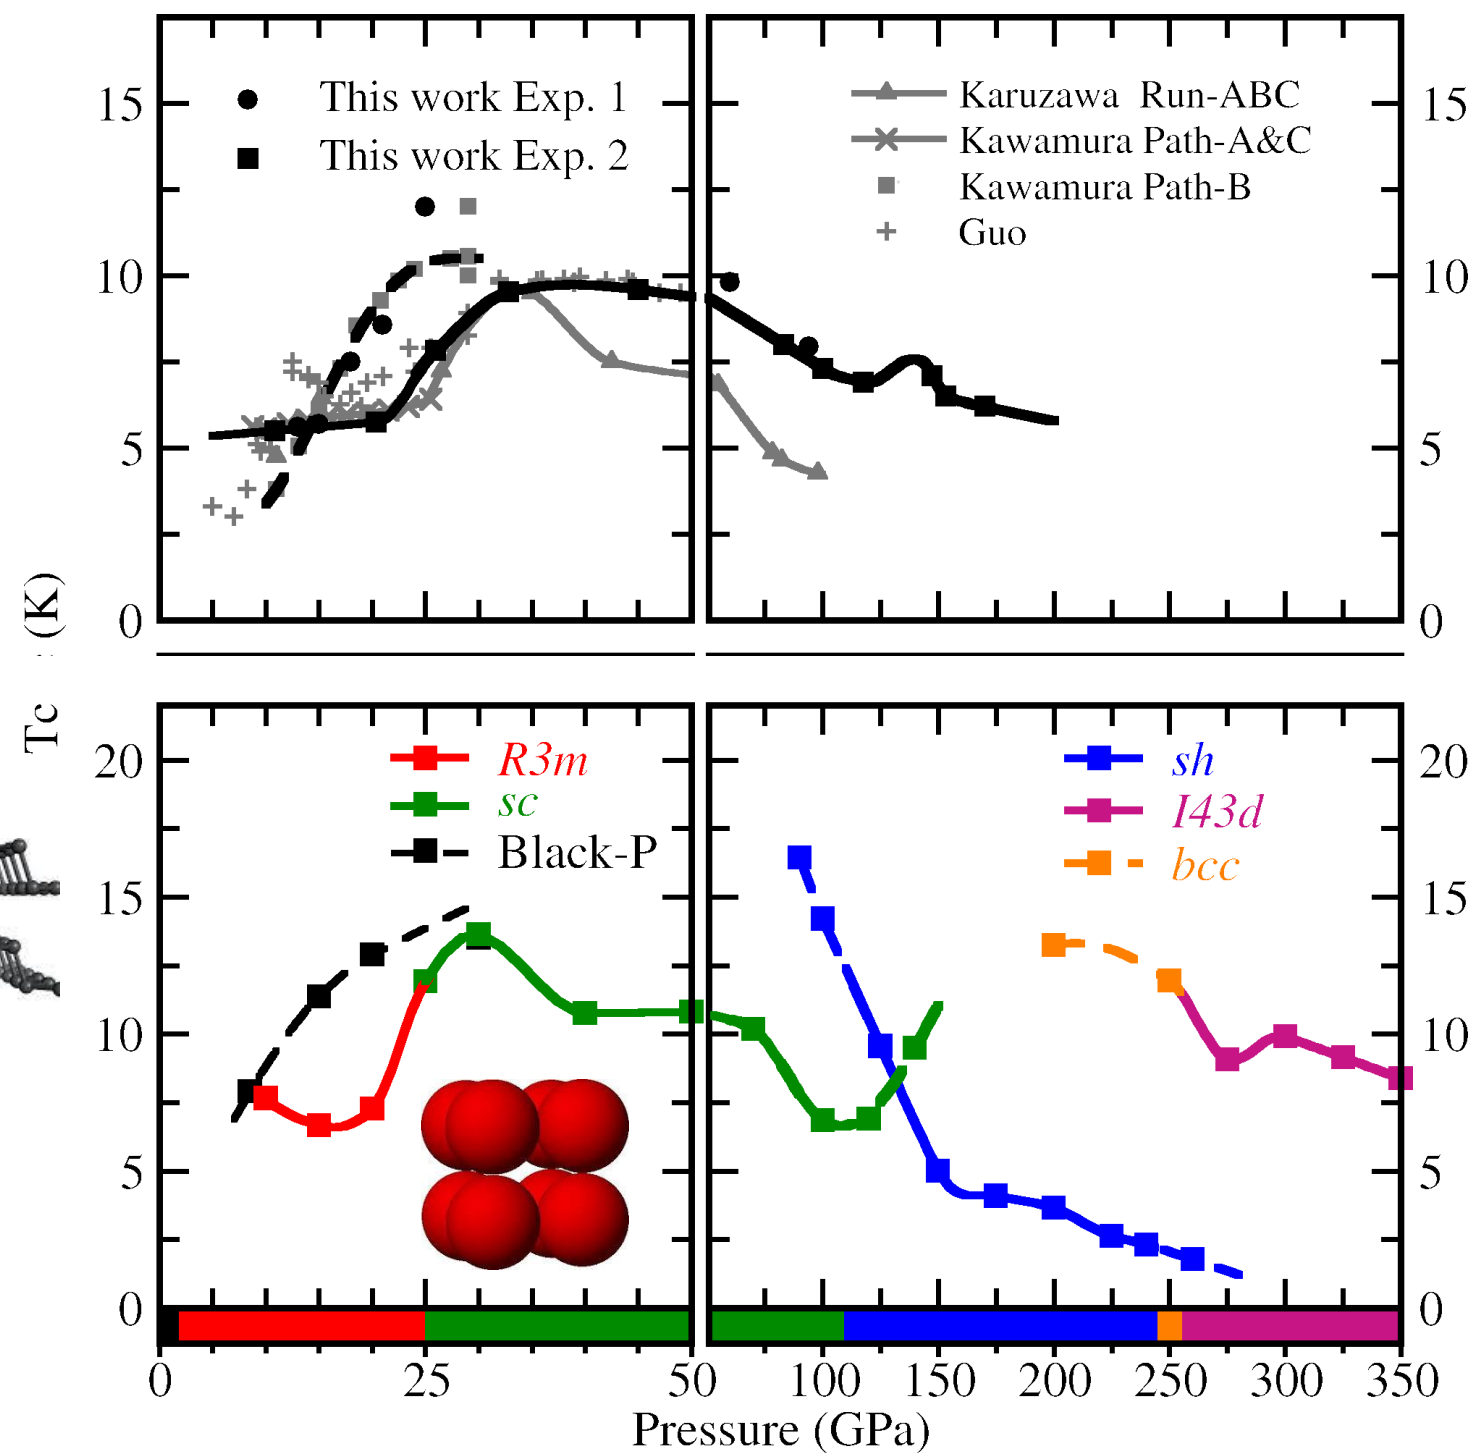 This work Exp. 1
This work Exp. 2
Karuzawa Run-ABC
Kawamura Path-A&C
Kawamura Path-B
Guo
15
10
5
0
15
10
5
0
Tc (K)
R3m
sc
Black-P
sh
I43d
bcc
20
15
10
5
0
20
15
10
5
0
0 25 50 100 150 200 250 300 350
Pressure (GPa)